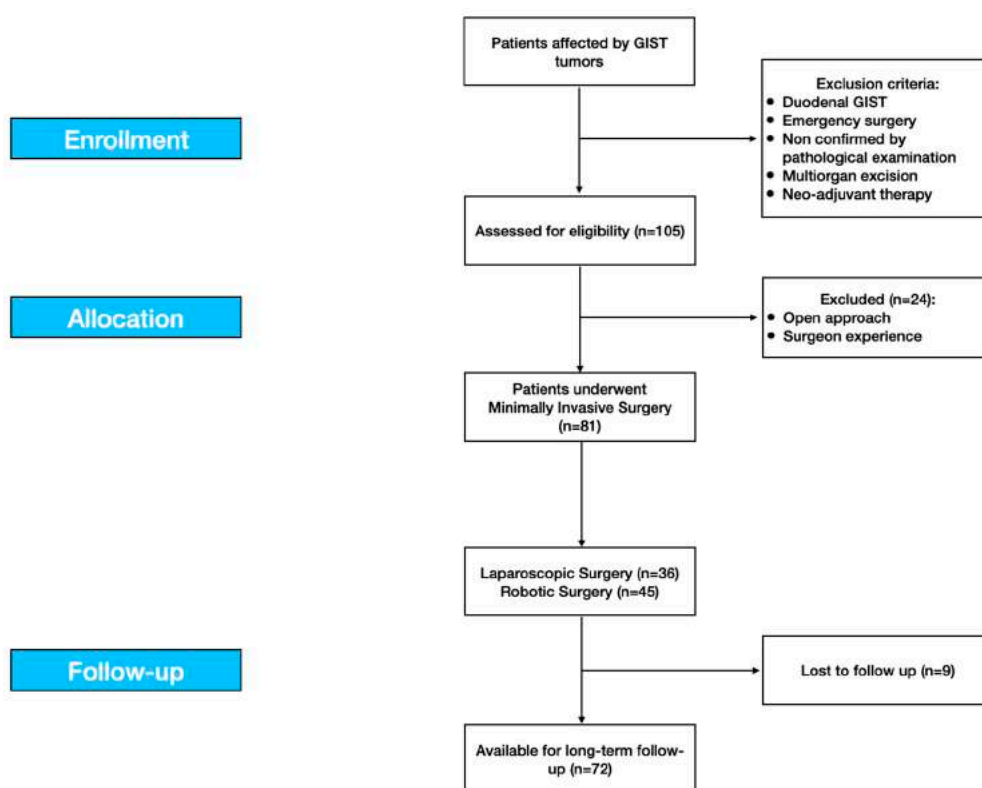 Patients affected by GIST
tumors
Exclusion criteria:
• Duodenal GIST
• Emergency surgery
• Non confirmed by
pathological examination
• Multiorgan excision
• Neo-adjuvant therapy
Enrollment
Assessed for eligibility (n=105)
Allocation
Excluded (n=24):
• Open approach
• Surgeon experience
Patients underwent
Minimally Invasive Surgery
(n=81)
Laparoscopic Surgery (n=36)
Robotic Surgery (n=45)
Follow-up
Lost to follow up (n=9)
Available for long-term follow-
up (n=72)